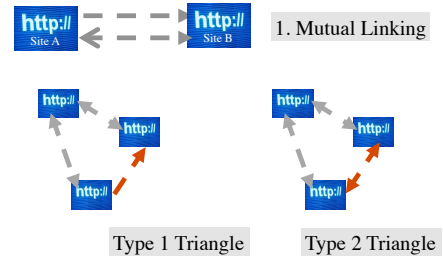 http://
Site A
http://
Site B
1. Mutual Linking
http://
http://
http://
http://
http://
http://
Type 1 Triangle
Type 2 Triangle